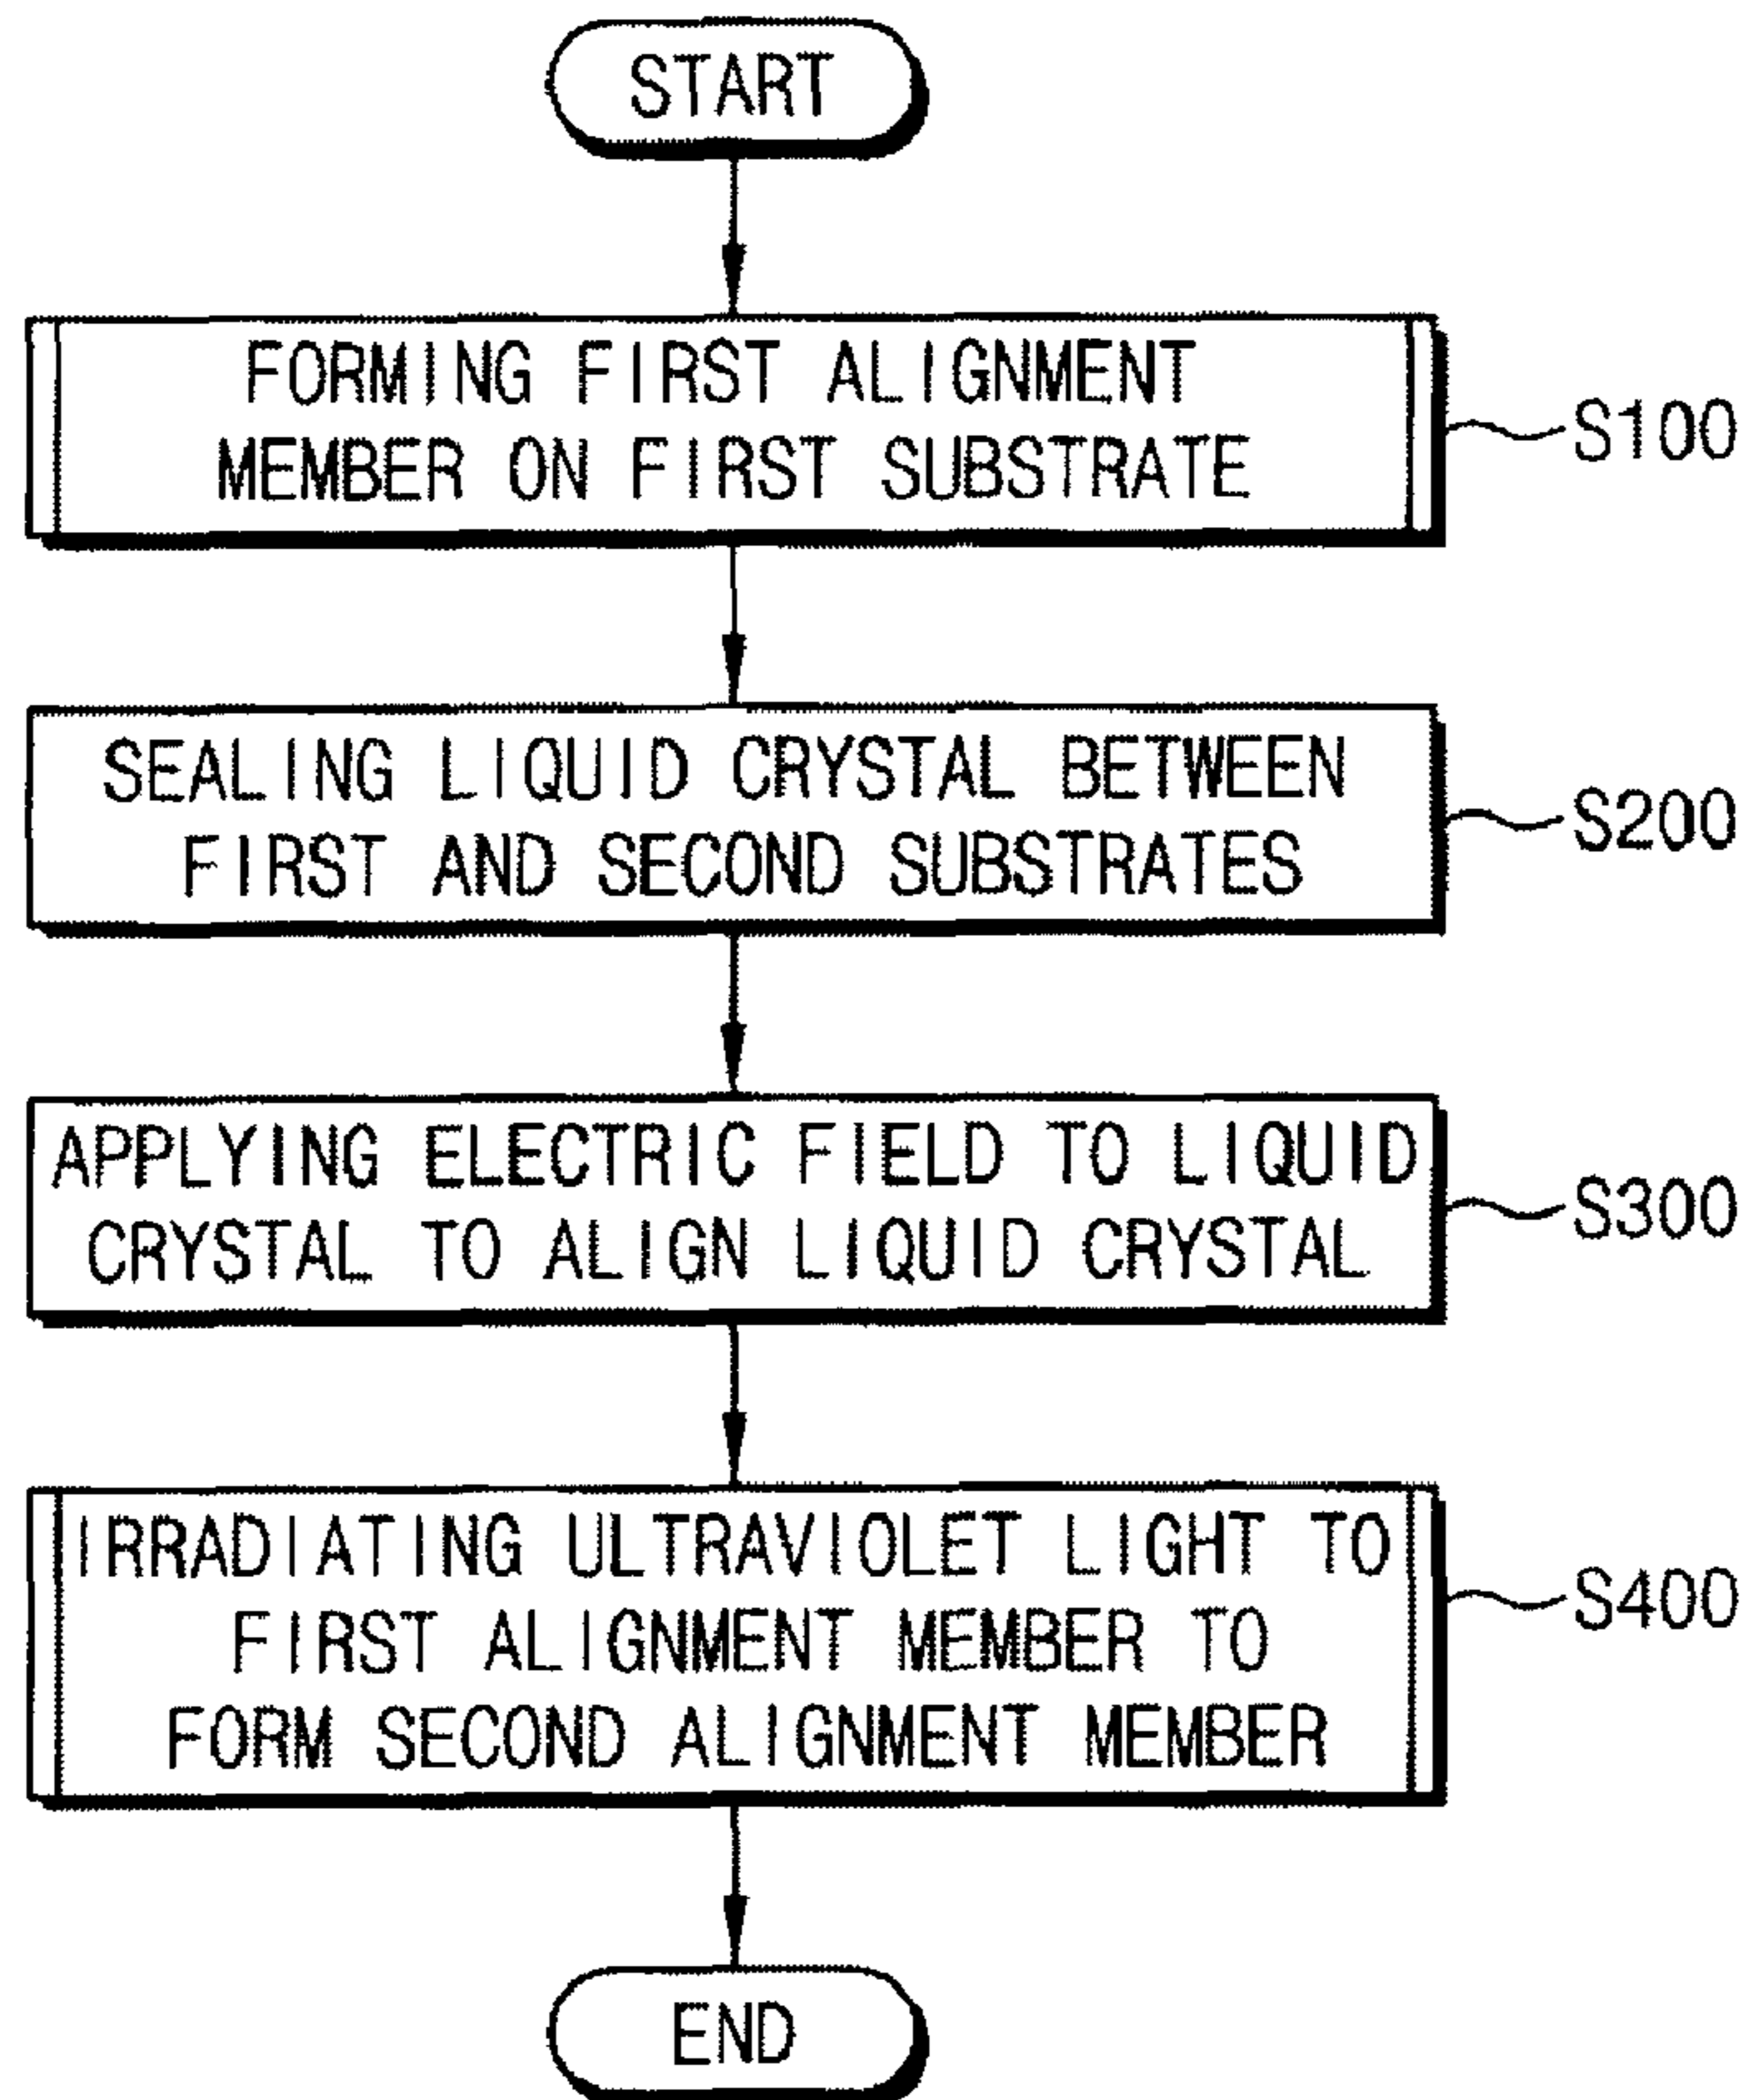 START
FORMING FIRST ALIGNMENT
MEMBER ON FIRST SUBSTRATE
S100
SEALING LIQUID CRYSTAL BETWEEN
FIRST AND SECOND SUBSTRATES
S200
APPLYING ELECTRIC FIELD TO LIQUID
CRYSTAL TO ALIGN LIQUID CRYSTAL
S300
IRRADIATING ULTRAVIOLET LIGHT TO
FIRST ALIGNMENT MEMBER TO
FORM SECOND ALIGNMENT MEMBER
S400
END